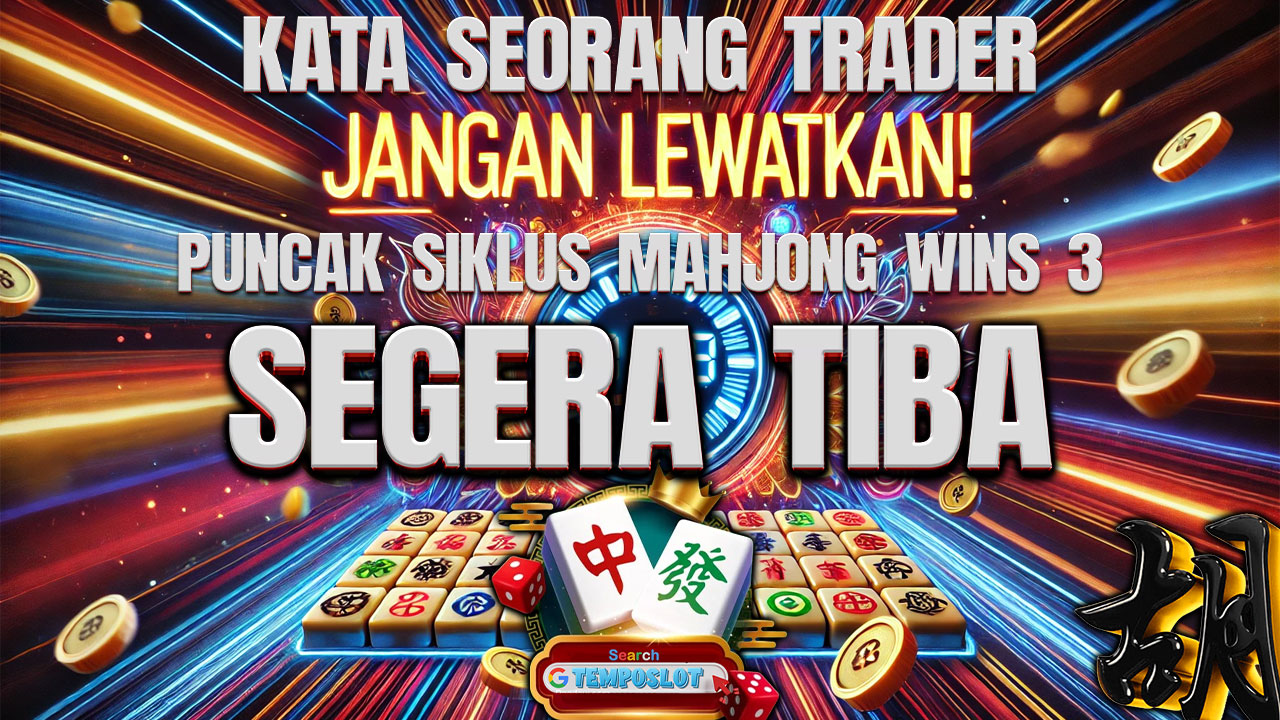 KATA SEORANG TRADER
JANGAN LEWATKAN!
PUNCAK SIKLUS MAHJONG WINS 3
SEGERA TIBA
中 發
胡
Search
G TEMPOSLOT